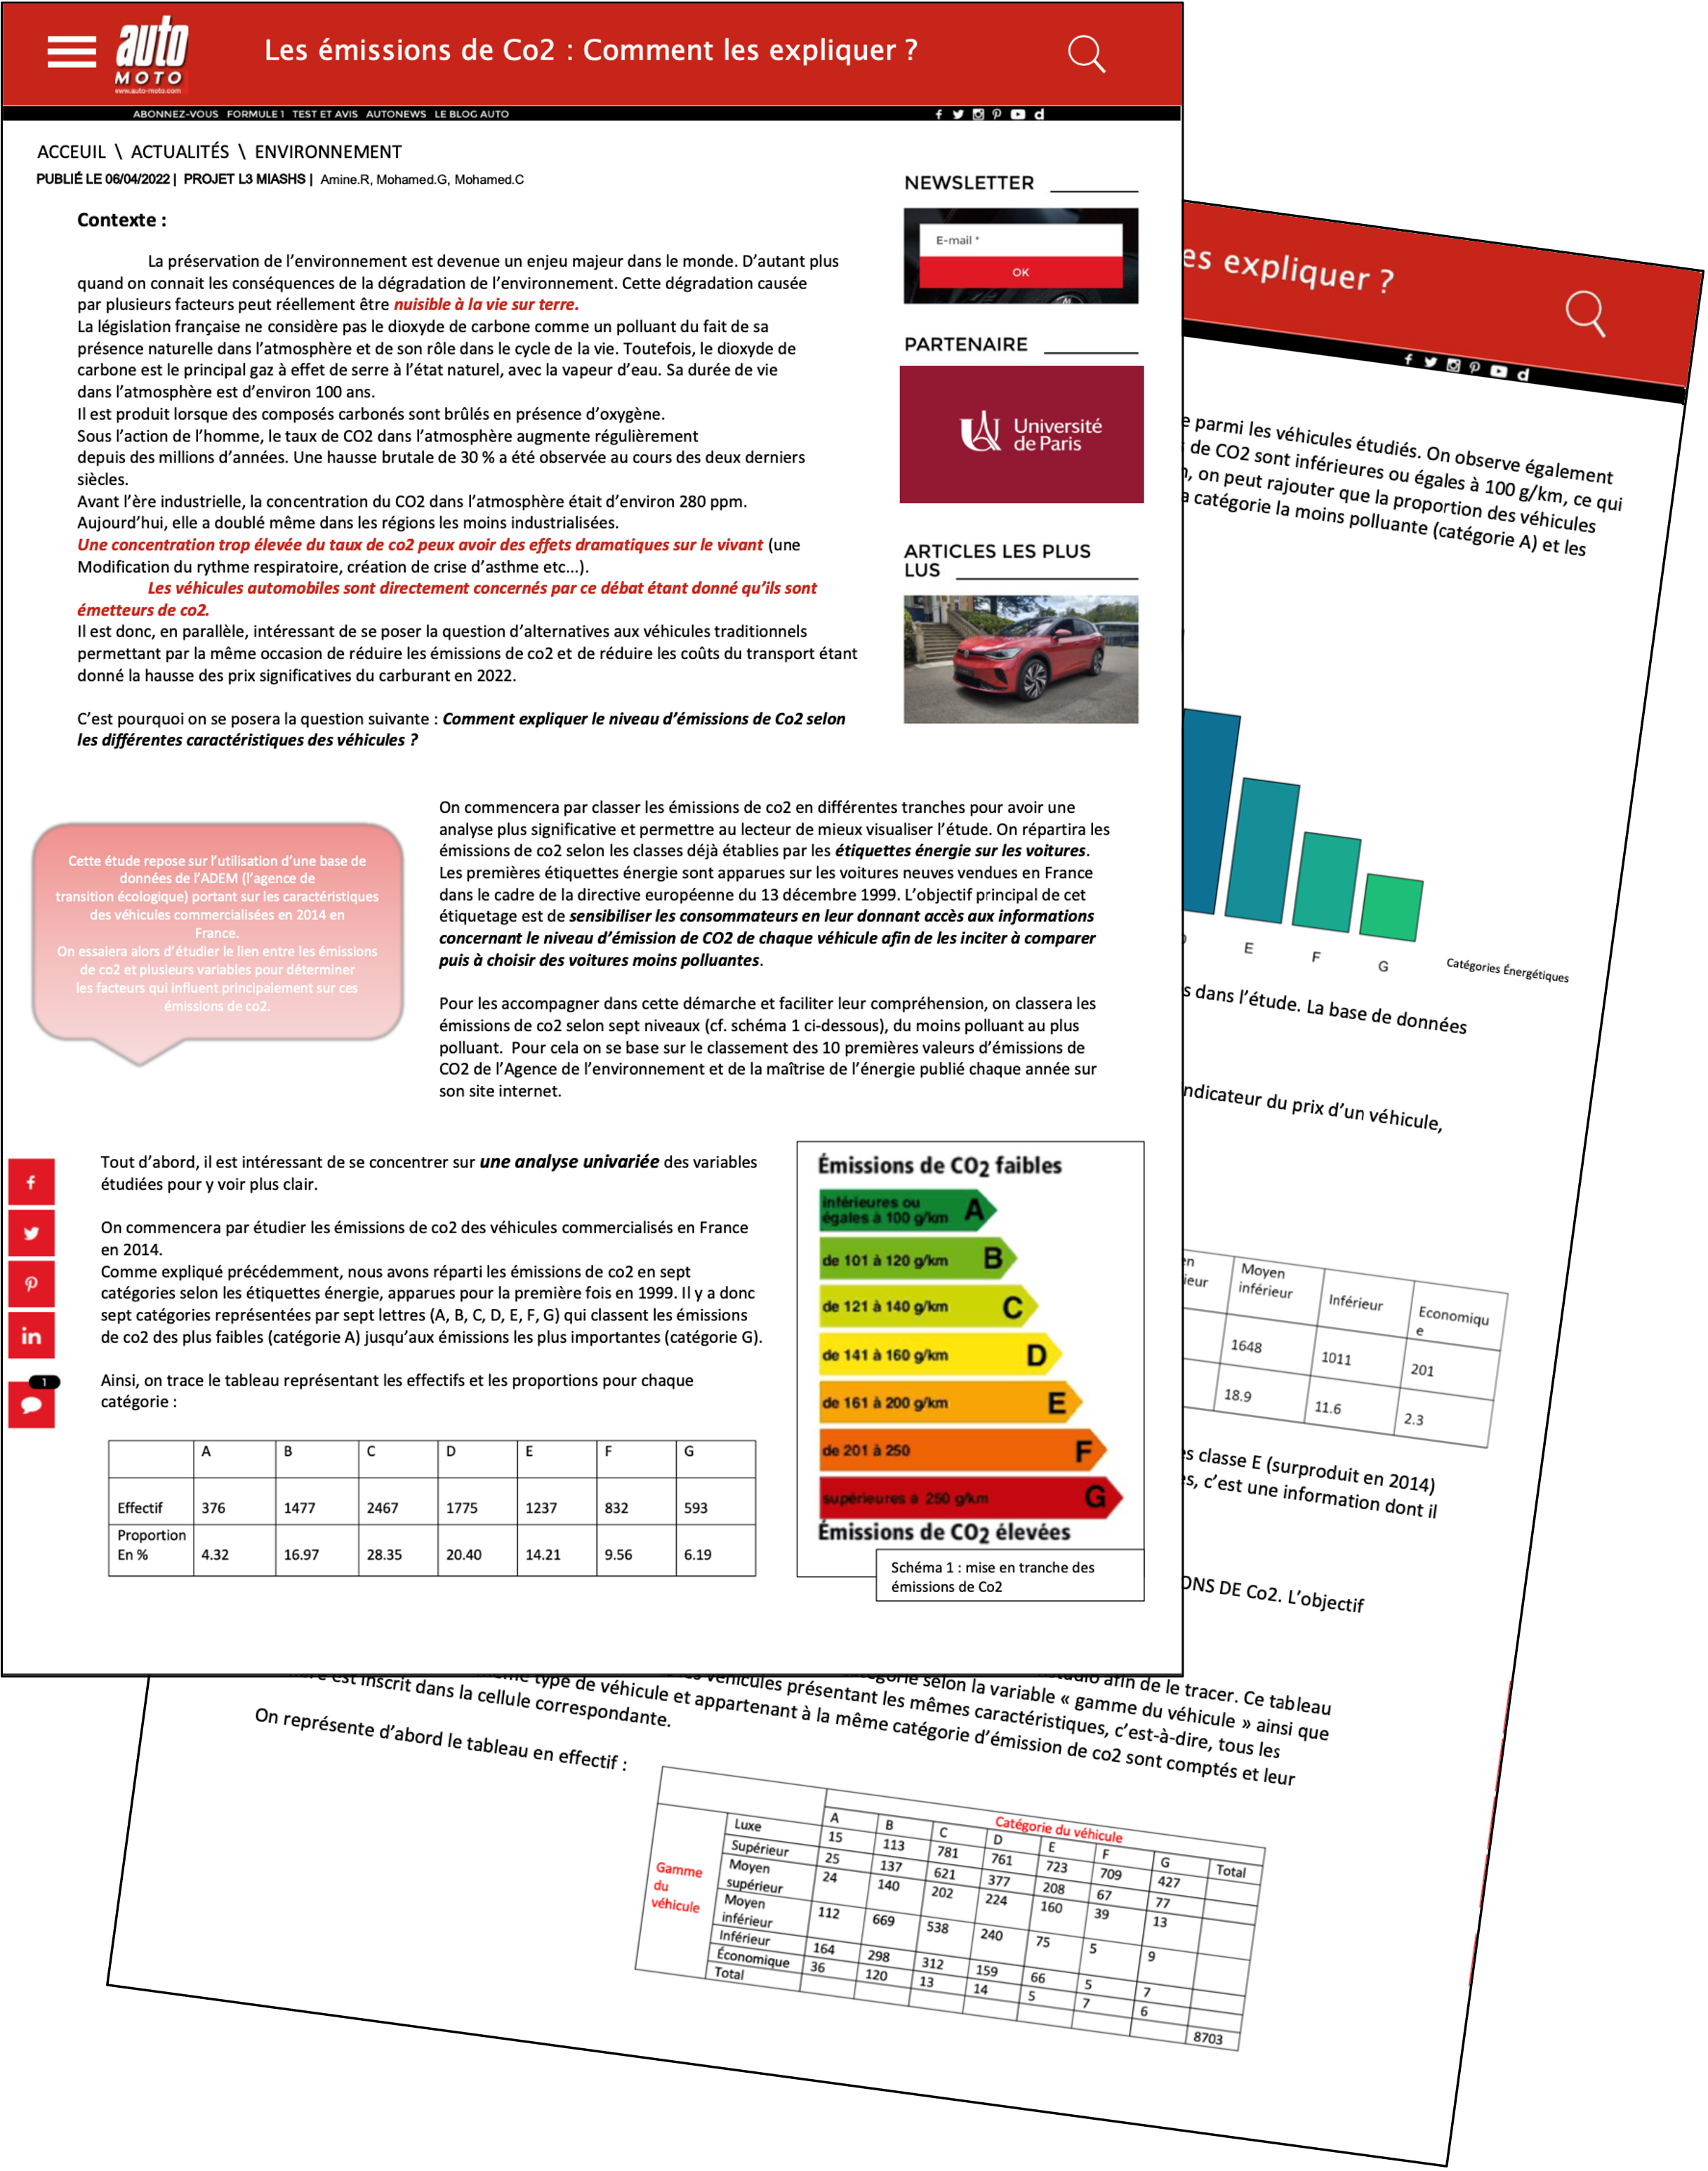 auto
MOTO
www.auto-moto.com
Les émissions de Co2 : Comment les expliquer ?
ABONNEZ-VOUS FORMULE 1 TEST ET AVIS AUTONEWS LE BLOG AUTO
ACCEUIL \ ACTUALITÉS \ ENVIRONNEMENT
PUBLIÉ LE 06/04/2022 | PROJET L3 MIASHS | Amine.R, Mohamed.G, Mohamed.C
Contexte :
La préservation de l'environnement est devenue un enjeu majeur dans le monde. D'autant plus
quand on connait les conséquences de la dégradation de l'environnement. Cette dégradation causée
par plusieurs facteurs peut réellement être nuisible à la vie sur terre.
La législation française ne considère pas le dioxyde de carbone comme un polluant du fait de sa
présence naturelle dans l'atmosphère et de son rôle dans le cycle de la vie. Toutefois, le dioxyde de
carbone est le principal gaz à effet de serre à l'état naturel, avec la vapeur d'eau. Sa durée de vie
dans l'atmosphère est d'environ 100 ans.
Il est produit lorsque des composés carbonés sont brûlés en présence d'oxygène.
Sous l'action de l'homme, le taux de CO2 dans l'atmosphère augmente régulièrement
depuis des millions d'années. Une hausse brutale de 30 % a été observée au cours des deux derniers
siècles.
Avant l'ère industrielle, la concentration du CO2 dans l'atmosphère était d'environ 280 ppm.
Aujourd'hui, elle a doublé même dans les régions les moins industrialisées.
Une concentration trop élevée du taux de co2 peux avoir des effets dramatiques sur le vivant (une
Modification du rythme respiratoire, création de crise d'asthme etc...).
Les véhicules automobiles sont directement concernés par ce débat étant donné qu'ils sont
émetteurs de co2.
Il est donc, en parallèle, intéressant de se poser la question d'alternatives aux véhicules traditionnels
permettant par la même occasion de réduire les émissions de co2 et de réduire les coûts du transport étant
donné la hausse des prix significatives du carburant en 2022.
C'est pourquoi on se posera la question suivante : Comment expliquer le niveau d'émissions de Co2 selon
les différentes caractéristiques des véhicules ?
NEWSLETTER
E-mail *
OK
PARTENAIRE
Université
de Paris
ARTICLES LES PLUS
LUS
Cette étude repose sur l'utilisation d'une base de
données de l'ADEM (l'agence de
transition écologique) portant sur les caractéristiques
des véhicules commercialisées en 2014 en
France.
On essaiera alors d'étudier le lien entre les émissions
de co2 et plusieurs variables pour déterminer
les facteurs qui influent principalement sur ces
émissions de co2.
On commencera par classer les émissions de co2 en différentes tranches pour avoir une
analyse plus significative et permettre au lecteur de mieux visualiser l'étude. On répartira les
émissions de co2 selon les classes déjà établies par les étiquettes énergie sur les voitures.
Les premières étiquettes énergie sont apparues sur les voitures neuves vendues en France
dans le cadre de la directive européenne du 13 décembre 1999. L'objectif principal de cet
étiquetage est de sensibiliser les consommateurs en leur donnant accès aux informations
concernant le niveau d'émission de CO2 de chaque véhicule afin de les inciter à comparer
puis à choisir des voitures moins polluantes.
Pour les accompagner dans cette démarche et faciliter leur compréhension, on classera les
émissions de co2 selon sept niveaux (cf. schéma 1 ci-dessous), du moins polluant au plus
polluant. Pour cela on se base sur le classement des 10 premières valeurs d'émissions de
CO2 de l'Agence de l'environnement et de la maîtrise de l'énergie publié chaque année sur
son site internet.
Tout d'abord, il est intéressant de se concentrer sur une analyse univariée des variables
étudiées pour y voir plus clair.
On commencera par étudier les émissions de co2 des véhicules commercialisés en France
en 2014.
Comme expliqué précédemment, nous avons réparti les émissions de co2 en sept
catégories selon les étiquettes énergie, apparues pour la première fois en 1999. Il y a donc
sept catégories représentées par sept lettres (A, B, C, D, E, F, G) qui classent les émissions
de co2 des plus faibles (catégorie A) jusqu'aux émissions les plus importantes (catégorie G).
Ainsi, on trace le tableau représentant les effectifs et les proportions pour chaque
catégorie :
1
A B C D E F G
Effectif 376 1477 2467 1775 1237 832 593
Proportion
En % 4.32 16.97 28.35 20.40 14.21 9.56 6.19
Émissions de CO2 faibles
inférieures ou
égales à 100 g/km A
de 101 à 120 g/km B
de 121 à 140 g/km C
de 141 à 160 g/km D
de 161 à 200 g/km E
de 201 à 250 F
supérieures à 250 g/km G
Émissions de CO2 élevées
Schéma 1 : mise en tranche des
émissions de Co2
es expliquer ?
parmi les véhicules étudiés. On observe également
de CO2 sont inférieures ou égales à 100 g/km, ce qui
, on peut rajouter que la proportion des véhicules
a catégorie la moins polluante (catégorie A) et les
E F G
Catégories Énergétiques
s dans l'étude. La base de données
ndicateur du prix d'un véhicule,
ieur Moyen inférieur Inférieur Economique
1648 1011 201
18.9 11.6 2.3
s classe E (surproduit en 2014)
s, c'est une information dont il
ONS DE Co2. L'objectif
afin de le tracer. Ce tableau
selon la variable « gamme du véhicule » ainsi que
véhicules présentant les mêmes caractéristiques, c'est-à-dire, tous les
type de véhicule et appartenant à la même catégorie d'émission de co2 sont comptés et leur
est inscrit dans la cellule correspondante.
On représente d'abord le tableau en effectif :
Catégorie du véhicule
A B C D E F G Total
Gamme
du
véhicule
Luxe 15 113 781 761 723 709 427
Supérieur 25 137 621 377 208 67 77
Moyen
supérieur 24 140 202 224 160 39 13
Moyen
inférieur 112 669 538 240 75 5 9
Inférieur 164 298 312 159 66 5 7
Économique 36 120 13 14 5 7 6
Total 8703